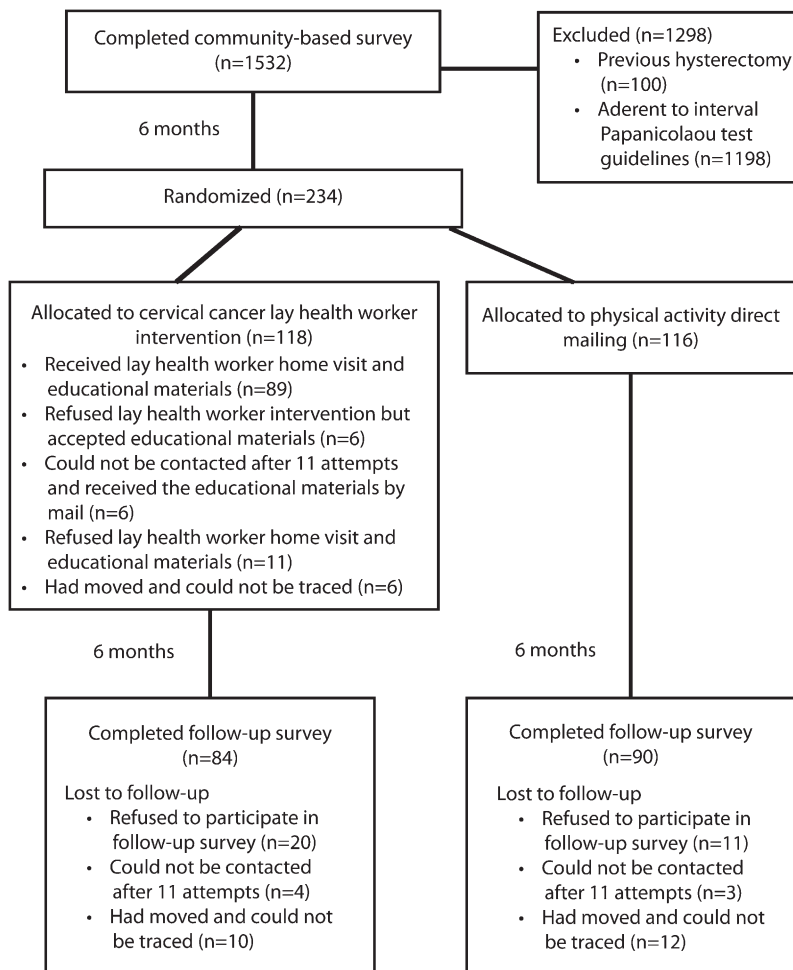 Completed community-based survey
(n=1532)
Excluded (n=1298)
• Previous hysterectomy
(n=100)
• Aderent to interval
Papanicolaou test
guidelines (n=1198)
6 months
Randomized (n=234)
Allocated to cervical cancer lay health worker
intervention (n=118)
• Received lay health worker home visit and
educational materials (n=89)
• Refused lay health worker intervention but
accepted educational materials (n=6)
• Could not be contacted after 11 attempts
and received the educational materials by
mail (n=6)
• Refused lay health worker home visit and
educational materials (n=11)
• Had moved and could not be traced (n=6)
Allocated to physical activity direct
mailing (n=116)
6 months
6 months
Completed follow-up survey
(n=84)
Lost to follow-up
• Refused to participate in
follow-up survey (n=20)
• Could not be contacted
after 11 attempts (n=4)
• Had moved and could not
be traced (n=10)
Completed follow-up survey
(n=90)
Lost to follow-up
• Refused to participate in
follow-up survey (n=11)
• Could not be contacted
after 11 attempts (n=3)
• Had moved and could not
be traced (n=12)